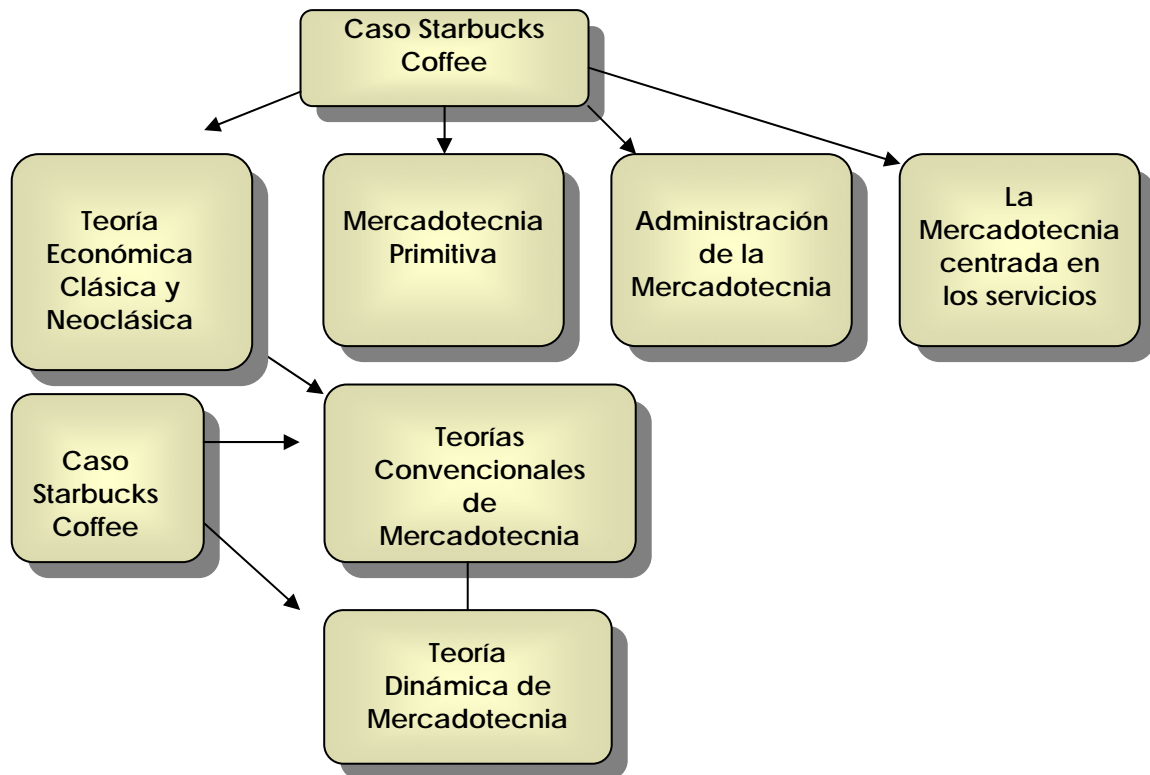 Caso Starbucks
Coffee
Teoría
Económica
Clásica y
Neoclásica
Mercadotecnia
Primitiva
Administración
de la
Mercadotecnia
La
Mercadotecnia
centrada en
los servicios
Caso
Starbucks
Coffee
Teorías
Convencionales
de
Mercadotecnia
Teoría
Dinámica de
Mercadotecnia